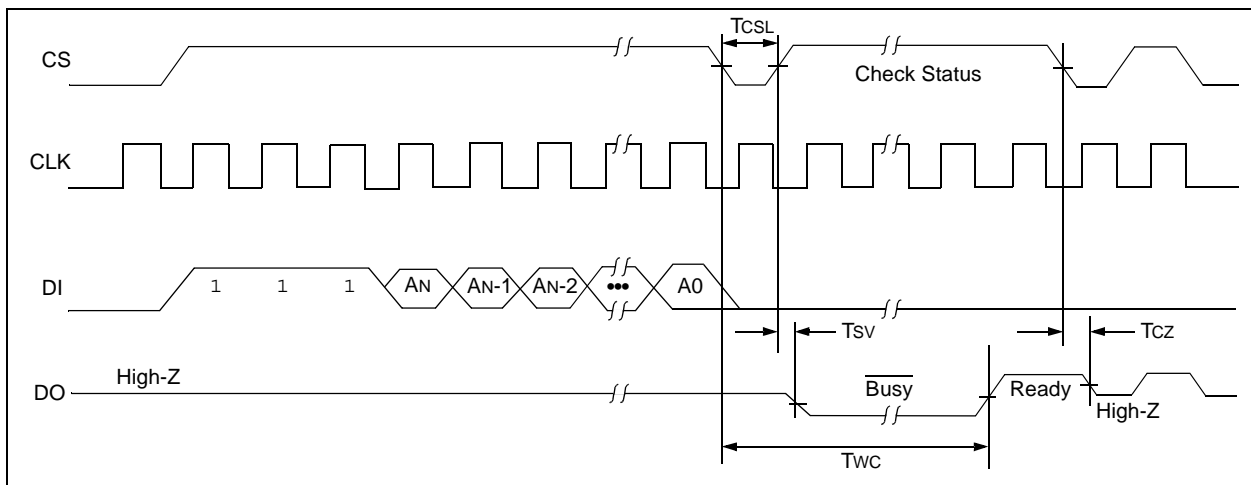 TCSL
CS
Check Status
CLK
DI 1 1 1 AN AN-1 AN-2 ••• A0
TSV TCZ
High-Z Busy Ready
DO
High-Z
TWC